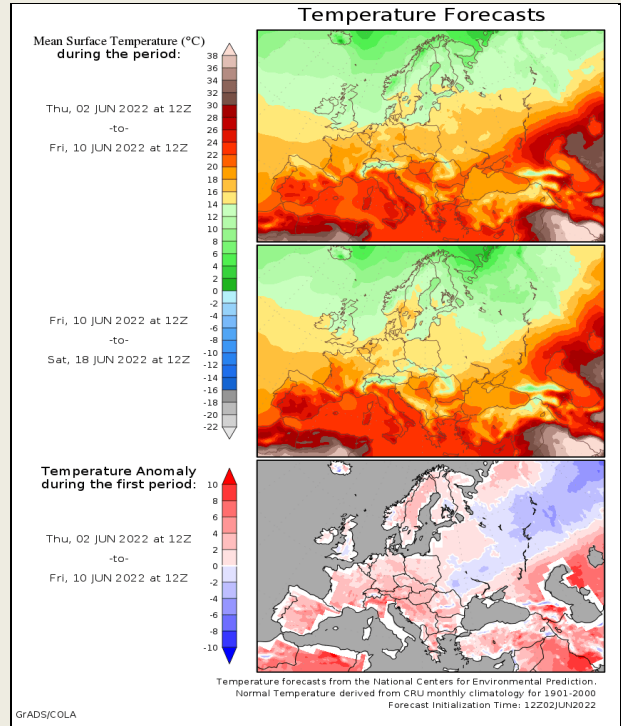 Temperature Forecasts
Mean Surface Temperature (°C)
during the period:
Thu, 02 JUN 2022 at 12Z
-to-
Fri, 10 JUN 2022 at 12Z
38
36
34
32
30
28
26
24
22
20
18
16
14
12
10
8
6
4
2
0
-2
-4
-6
-8
-10
-12
-14
-16
-18
-20
-22
Fri, 10 JUN 2022 at 12Z
-to-
Sat, 18 JUN 2022 at 12Z
Temperature Anomaly
during the first period:
Thu, 02 JUN 2022 at 12Z
-to-
Fri, 10 JUN 2022 at 12Z
10
8
6
4
2
0
-2
-4
-6
-8
-10
Temperature forecasts from the National Centers for Environmental Prediction.
Normal Temperature derived from CRU monthly climatology for 1901-2000
Forecast Initialization Time: 12Z02JUN2022
GrADS/COLA